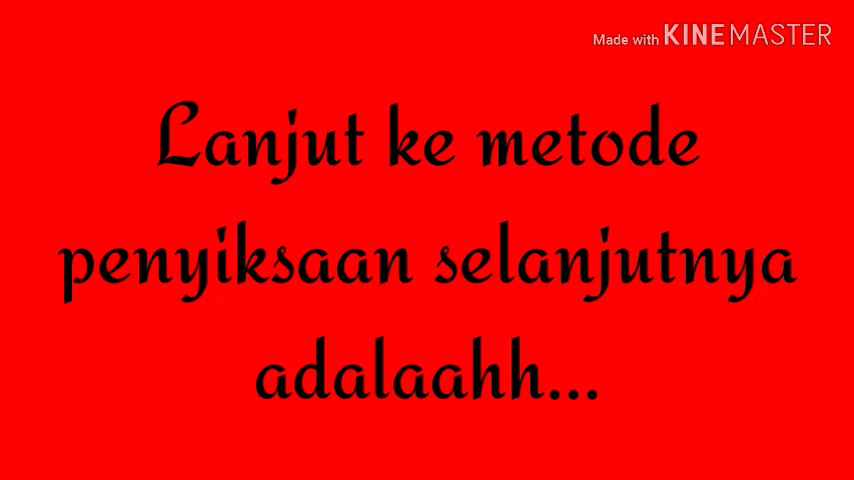 Made with KINEMASTER
Lanjut ke metode
penyiksaan selanjutnya
adalaahh...